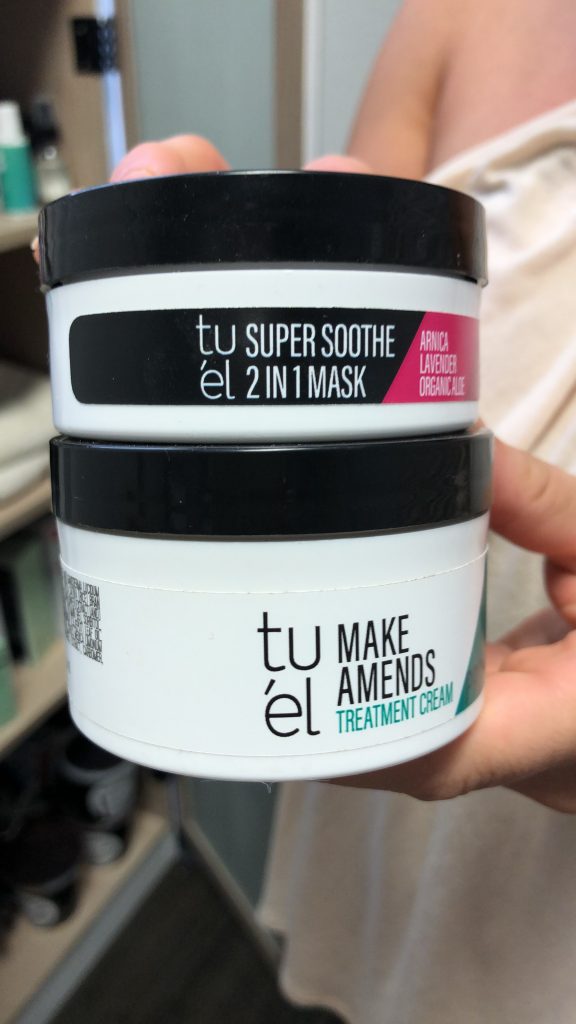 tu
él
SUPER SOOTHE
2 IN 1 MASK
ARNICA
LAVENDER
ORGANIC ALOE
tu
él
MAKE
AMENDS
TREATMENT CREAM